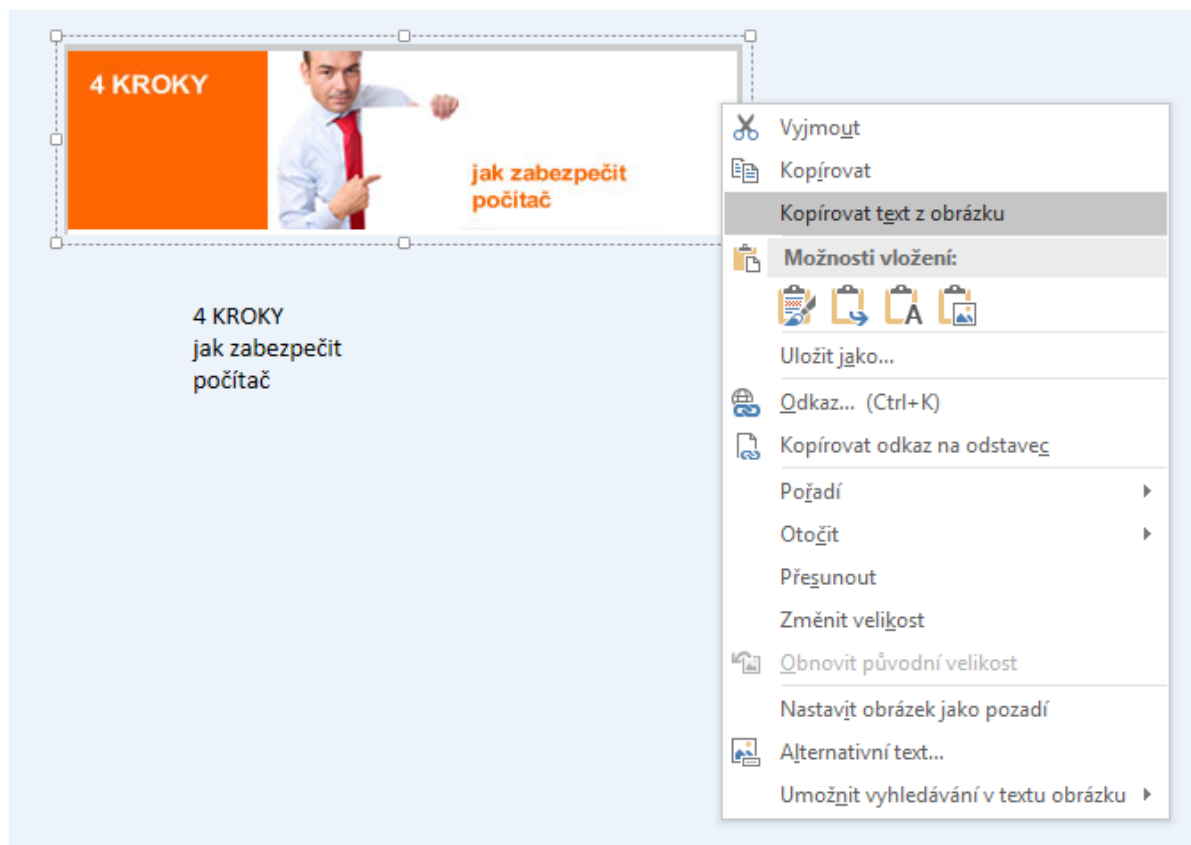 4 KROKY
jak zabezpečit
počítač
4 KROKY
jak zabezpečit
počítač
Vyjmout
Kopírovat
Kopírovat text z obrázku
Možnosti vložení:
A
Uložit jako...
Odkaz... (Ctrl+K)
Kopírovat odkaz na odstavec
Pořadí
Otočit
Přesunout
Změnit velikost
Obnovit původní velikost
Nastavit obrázek jako pozadí
Alternativní text...
Umožnit vyhledávání v textu obrázku